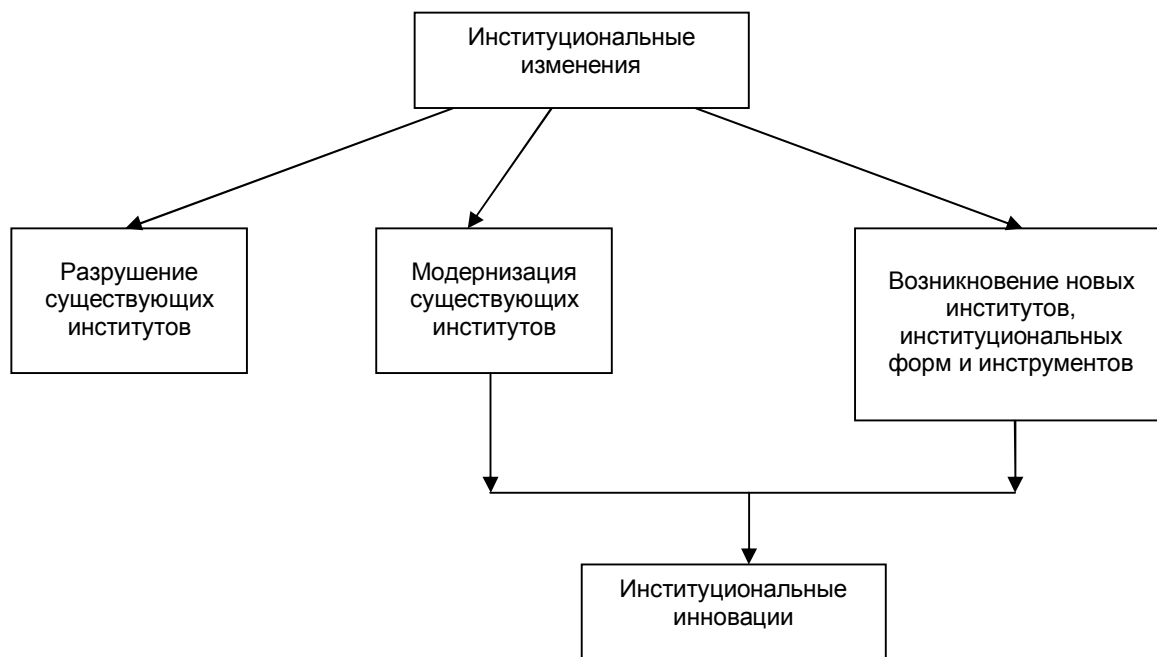 Институциональные
изменения
Разрушение
существующих
институтов
Модернизация
существующих
институтов
Возникновение новых
институтов,
институциональных
форм и инструментов
Институциональные
инновации